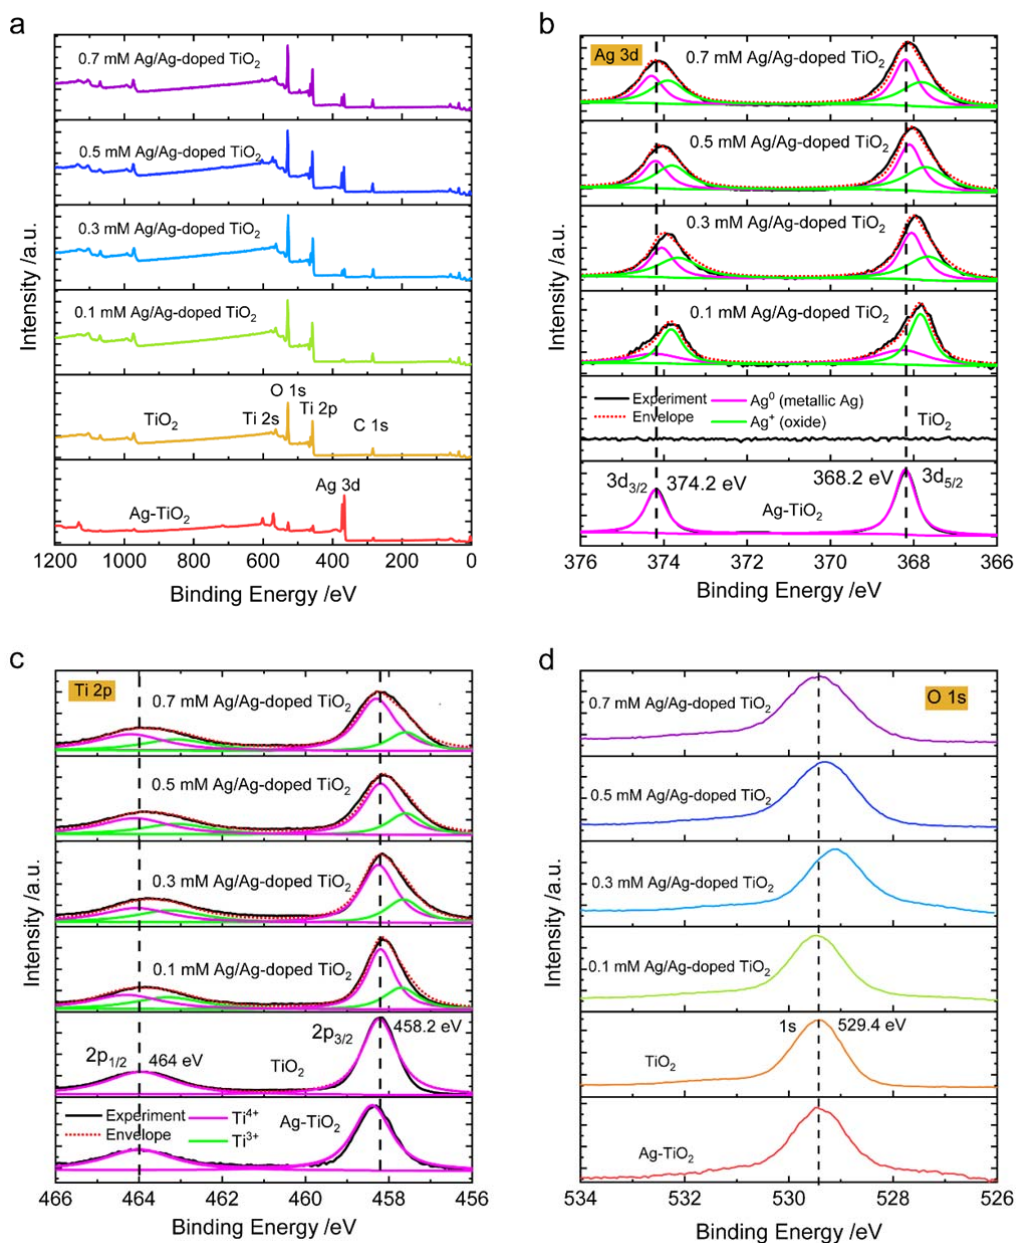 a
0.7 mM Ag/Ag-doped TiO₂
0.5 mM Ag/Ag-doped TiO₂
0.3 mM Ag/Ag-doped TiO₂
0.1 mM Ag/Ag-doped TiO₂
O 1s
TiO₂
Ti 2s
Ti 2p
C 1s
Ag 3d
Ag-TiO₂
1200 1000 800 600 400 200 0
Binding Energy /eV
Intensity /a.u.
b
Ag 3d
0.7 mM Ag/Ag-doped TiO₂
0.5 mM Ag/Ag-doped TiO₂
0.3 mM Ag/Ag-doped TiO₂
0.1 mM Ag/Ag-doped TiO₂
Experiment
Ag⁰ (metallic Ag)
Envelope
Ag⁺ (oxide)
TiO₂
3d₃/₂
374.2 eV
368.2 eV
3d₅/₂
Ag-TiO₂
376 374 372 370 368 366
Binding Energy /eV
Intensity /a.u.
c
Ti 2p
0.7 mM Ag/Ag-doped TiO₂
0.5 mM Ag/Ag-doped TiO₂
0.3 mM Ag/Ag-doped TiO₂
0.1 mM Ag/Ag-doped TiO₂
2p₃/₂
458.2 eV
2p₁/₂
464 eV
TiO₂
Experiment
Ti⁴⁺
Envelope
Ti³⁺
Ag-TiO₂
466 464 462 460 458 456
Binding Energy /eV
Intensity /a.u.
d
O 1s
0.7 mM Ag/Ag-doped TiO₂
0.5 mM Ag/Ag-doped TiO₂
0.3 mM Ag/Ag-doped TiO₂
0.1 mM Ag/Ag-doped TiO₂
1s
529.4 eV
TiO₂
Ag-TiO₂
534 532 530 528 526
Binding Energy /eV
Intensity /a.u.